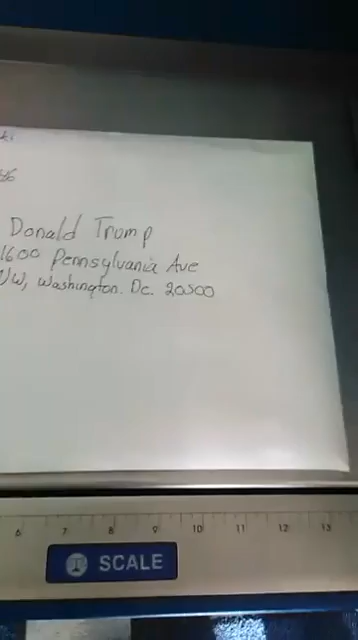 Donald Trump
1600 Pennsylvania Ave
NW, Washington. Dc. 20500
6 7 8 9 10 11 12 13
SCALE